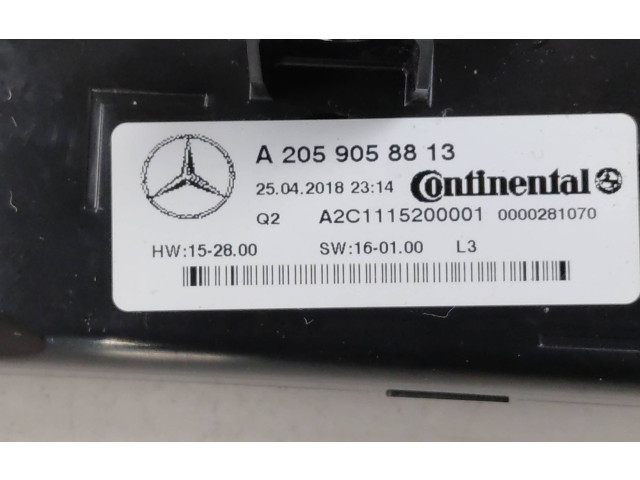 A 205 905 88 13
25.04.2018 23:14 Continental
Q2 A2C1115200001 0000281070
HW:15-28.00 SW:16-01.00 L3